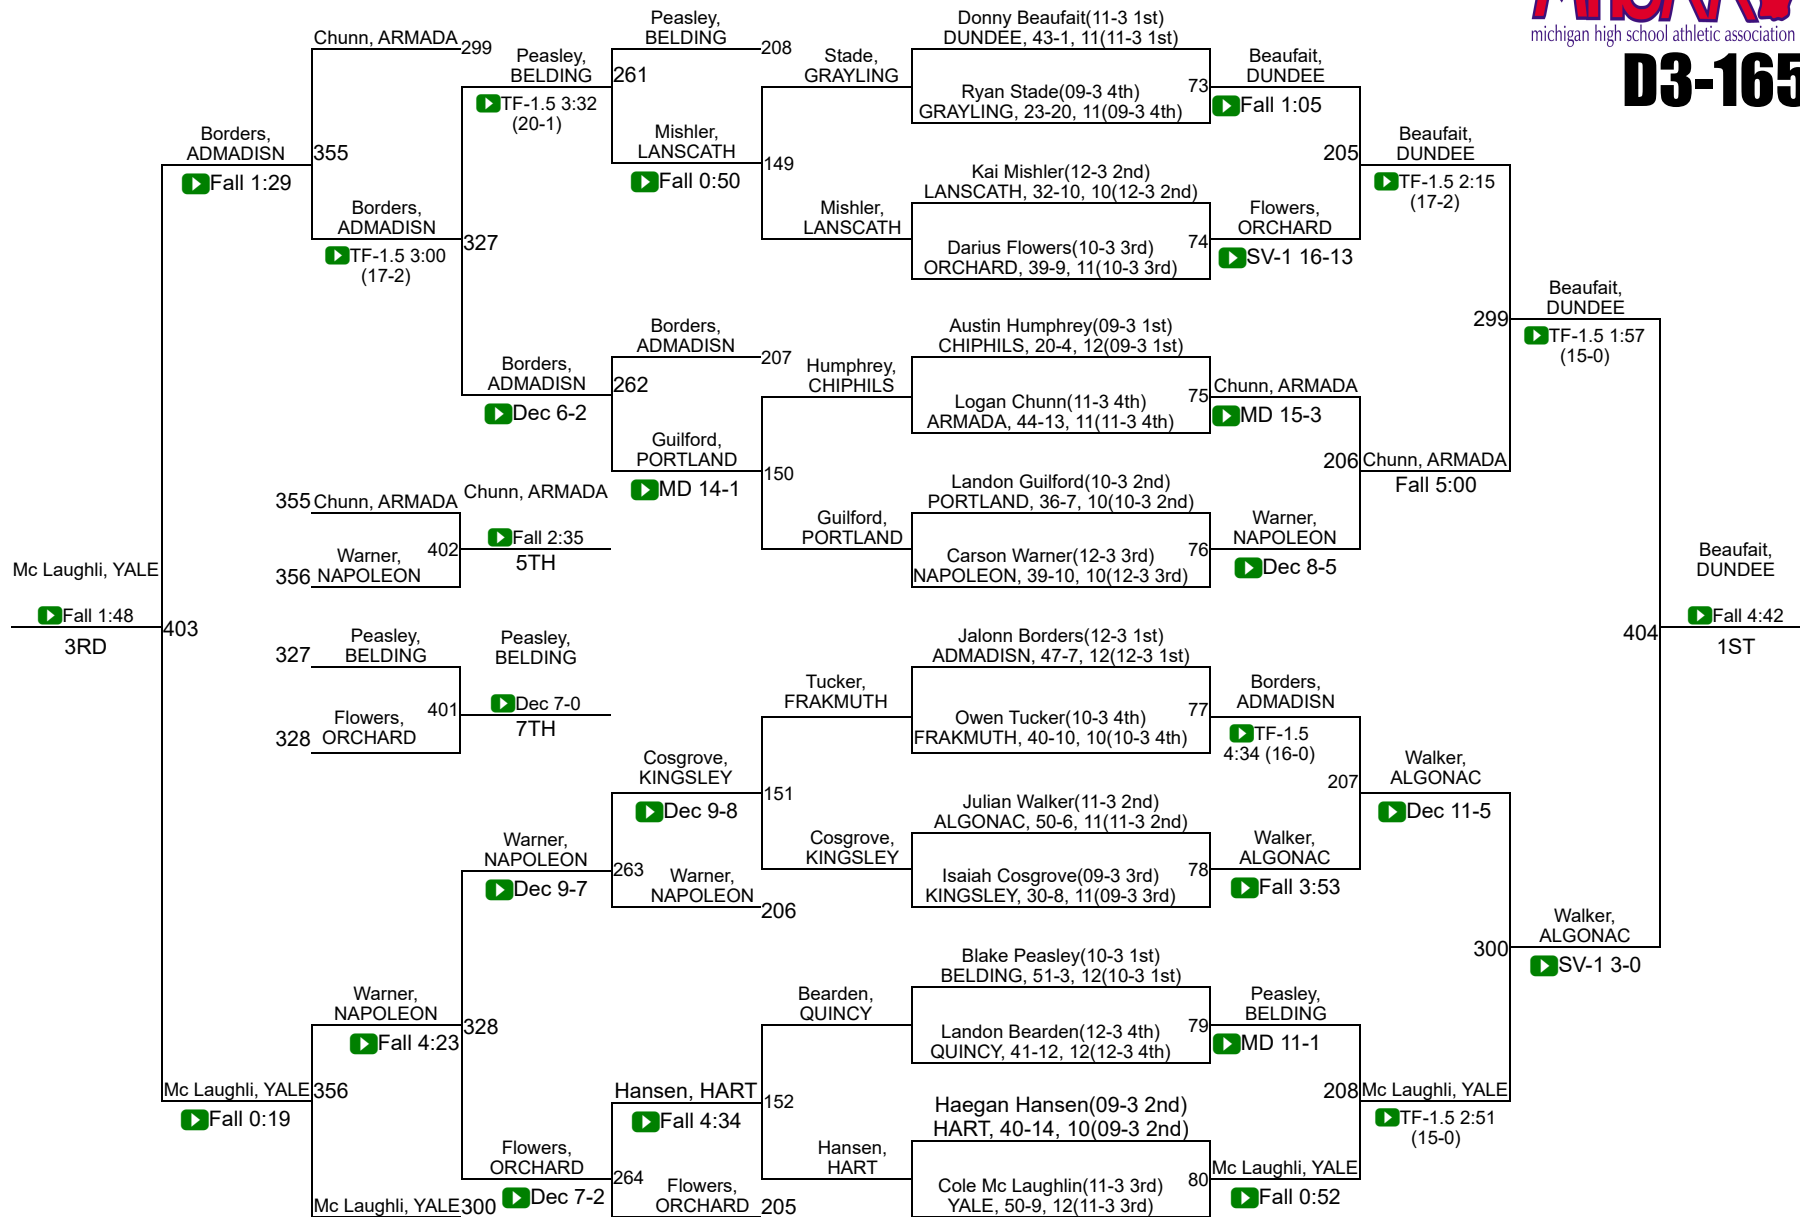 michigan high school athletic association
D3-165
Mc Laughli, YALE
Fall 1:48
3RD
403
Borders,
ADMADISN
Fall 1:29
Mc Laughli, YALE
Fall 0:19
Chunn, ARMADA
299
355
Borders,
ADMADISN
TF-1.5 3:00
(17-2)
355
Chunn, ARMADA
356
Warner,
NAPOLEON
402
Chunn, ARMADA
Fall 2:35
5TH
327
Peasley,
BELDING
328
Flowers,
ORCHARD
401
Peasley,
BELDING
Dec 7-0
7TH
Warner,
NAPOLEON
Fall 4:23
356
Mc Laughli, YALE
300
Peasley,
BELDING
TF-1.5 3:32
(20-1)
327
Borders,
ADMADISN
Dec 6-2
Warner,
NAPOLEON
Dec 9-7
328
Flowers,
ORCHARD
Dec 7-2
Peasley,
BELDING
208
261
Mishler,
LANSCATH
Fall 0:50
Borders,
ADMADISN
207
262
Guilford,
PORTLAND
MD 14-1
Cosgrove,
KINGSLEY
Dec 9-8
263
Warner,
NAPOLEON
206
Hansen, HART
Fall 4:34
264
Flowers,
ORCHARD
205
Stade,
GRAYLING
149
Mishler,
LANSCATH
Humphrey,
CHIPHILS
150
Guilford,
PORTLAND
Tucker,
FRAKMUTH
151
Cosgrove,
KINGSLEY
Bearden,
QUINCY
152
Hansen,
HART
Donny Beaufait(11-3 1st)
DUNDEE, 43-1, 11(11-3 1st)
Ryan Stade(09-3 4th)
GRAYLING, 23-20, 11(09-3 4th)
73
Kai Mishler(12-3 2nd)
LANSCATH, 32-10, 10(12-3 2nd)
Darius Flowers(10-3 3rd)
ORCHARD, 39-9, 11(10-3 3rd)
74
Austin Humphrey(09-3 1st)
CHIPHILS, 20-4, 12(09-3 1st)
Logan Chunn(11-3 4th)
ARMADA, 44-13, 11(11-3 4th)
75
Landon Guilford(10-3 2nd)
PORTLAND, 36-7, 10(10-3 2nd)
Carson Warner(12-3 3rd)
NAPOLEON, 39-10, 10(12-3 3rd)
76
Jalonn Borders(12-3 1st)
ADMADISN, 47-7, 12(12-3 1st)
Owen Tucker(10-3 4th)
FRAKMUTH, 40-10, 10(10-3 4th)
77
Julian Walker(11-3 2nd)
ALGONAC, 50-6, 11(11-3 2nd)
Isaiah Cosgrove(09-3 3rd)
KINGSLEY, 30-8, 11(09-3 3rd)
78
Blake Peasley(10-3 1st)
BELDING, 51-3, 12(10-3 1st)
Landon Bearden(12-3 4th)
QUINCY, 41-12, 12(12-3 4th)
79
Haegan Hansen(09-3 2nd)
HART, 40-14, 10(09-3 2nd)
Cole Mc Laughlin(11-3 3rd)
YALE, 50-9, 12(11-3 3rd)
80
Beaufait,
DUNDEE
Fall 1:05
205
Flowers,
ORCHARD
SV-1 16-13
Chunn, ARMADA
MD 15-3
206
Warner,
NAPOLEON
Dec 8-5
Borders,
ADMADISN
TF-1.5
4:34 (16-0)
207
Walker,
ALGONAC
Fall 3:53
Peasley,
BELDING
MD 11-1
208
Mc Laughli, YALE
Fall 0:52
Beaufait,
DUNDEE
TF-1.5 2:15
(17-2)
299
Chunn, ARMADA
Fall 5:00
Walker,
ALGONAC
Dec 11-5
300
Mc Laughli, YALE
TF-1.5 2:51
(15-0)
Beaufait,
DUNDEE
TF-1.5 1:57
(15-0)
404
Walker,
ALGONAC
SV-1 3-0
Beaufait,
DUNDEE
Fall 4:42
1ST